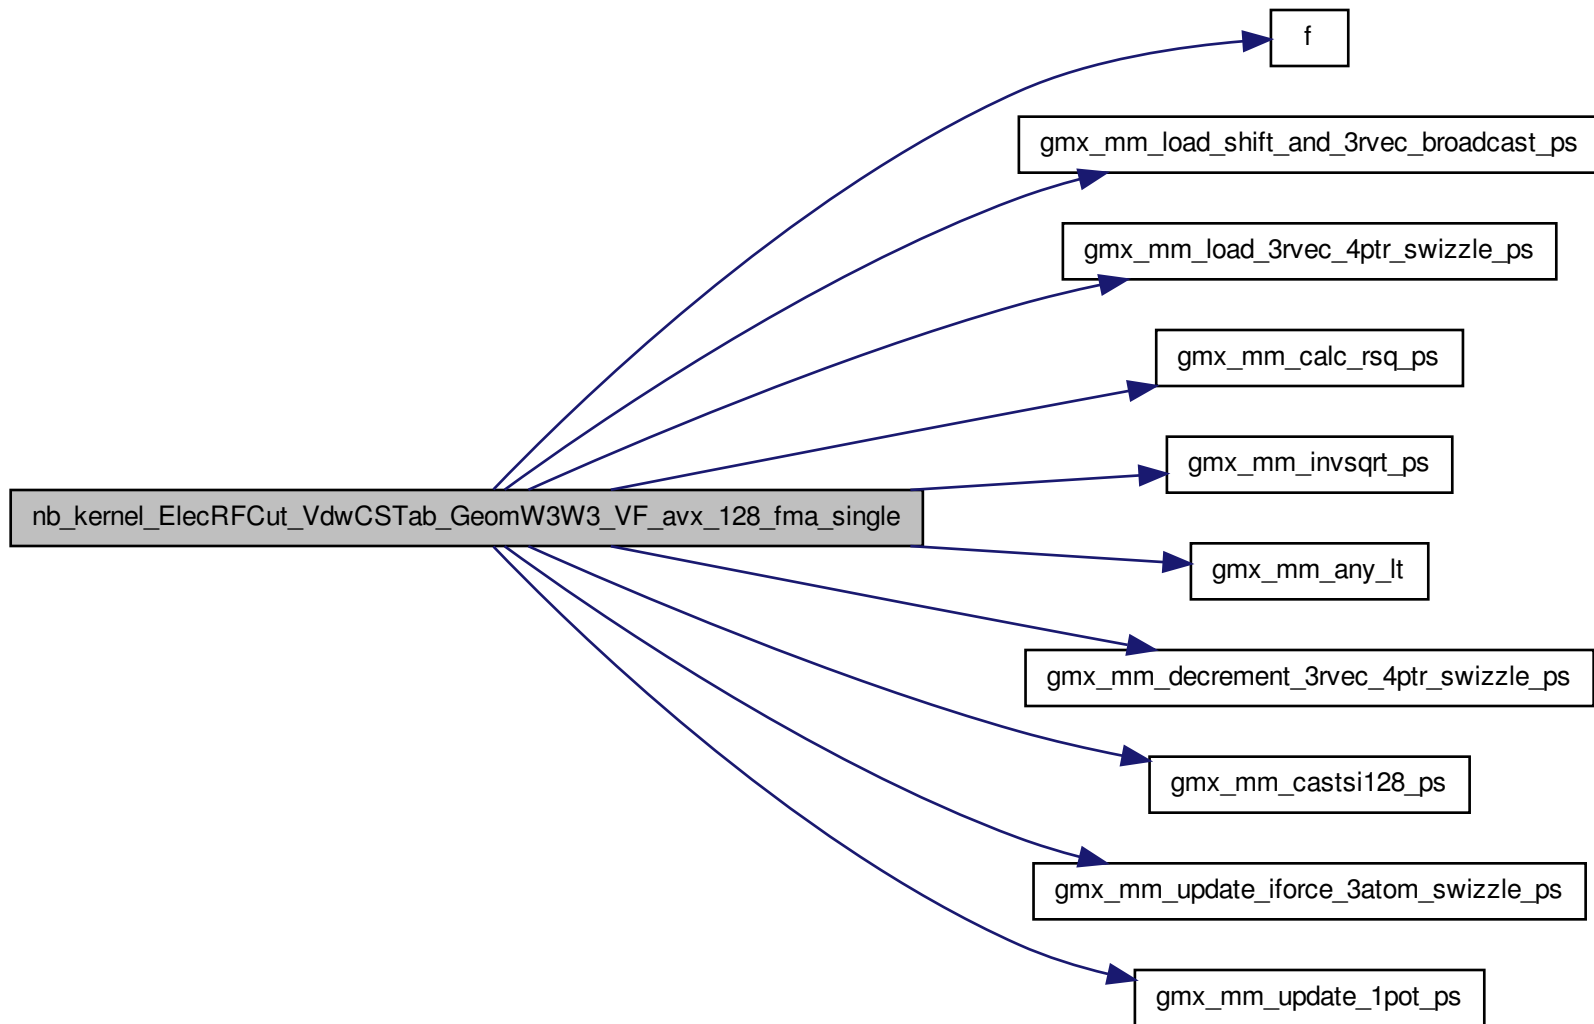 f
gmx_mm_load_shift_and_3rvec_broadcast_ps
gmx_mm_load_3rvec_4ptr_swizzle_ps
gmx_mm_calc_rsq_ps
gmx_mm_invsqrt_ps
nb_kernel_ElecRFCut_VdwCSTab_GeomW3W3_VF_avx_128_fma_single
gmx_mm_any_lt
gmx_mm_decrement_3rvec_4ptr_swizzle_ps
gmx_mm_castsi128_ps
gmx_mm_update_iforce_3atom_swizzle_ps
gmx_mm_update_1pot_ps